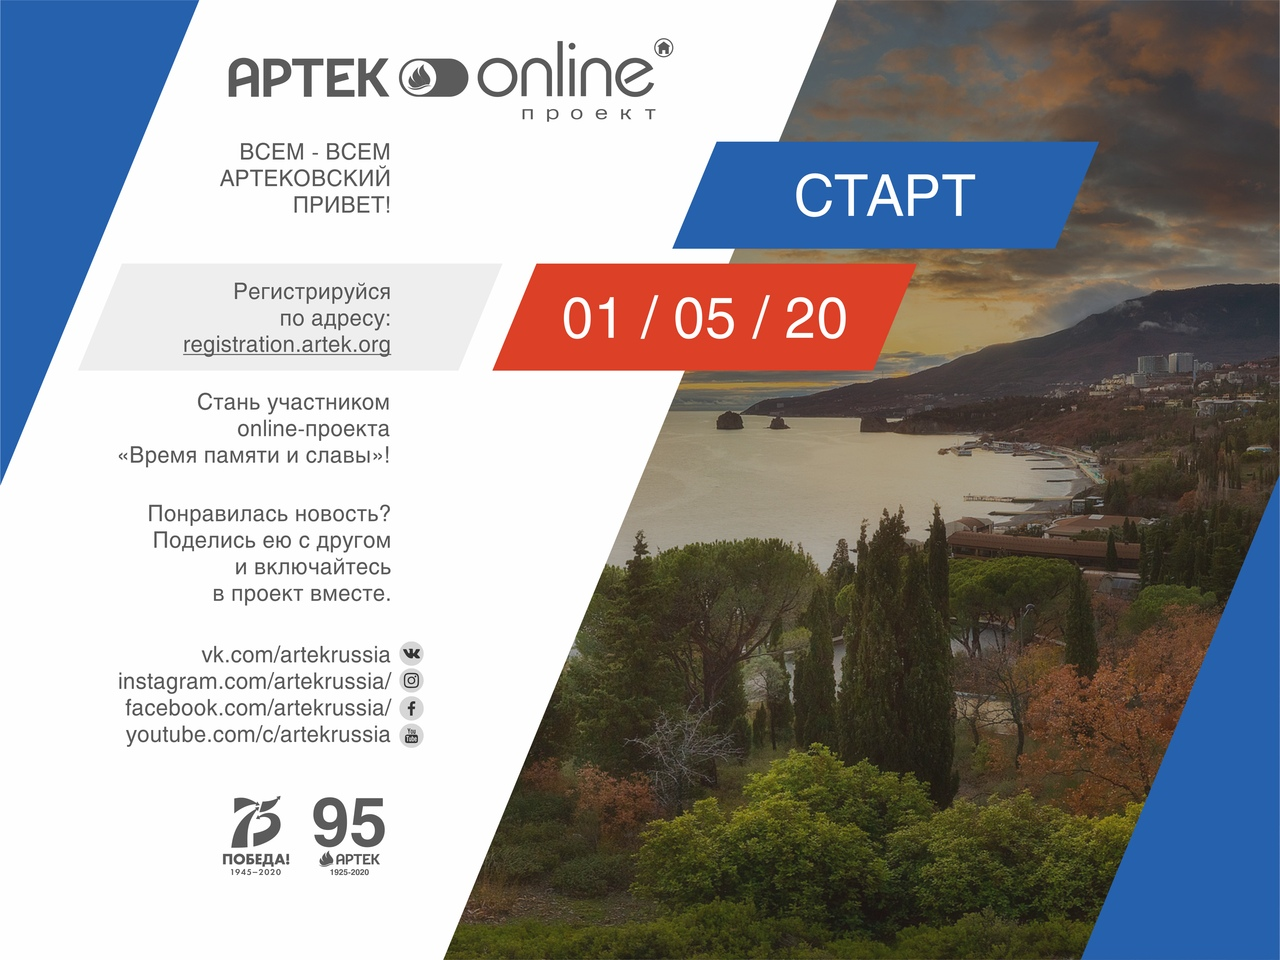 АРТЕК online
проект
ВСЕМ - ВСЕМ
АРТЕКОВСКИЙ
ПРИВЕТ!
СТАРТ
01 / 05 / 20
Регистрируйся
по адресу:
registration.artek.org
Стань участником
online-проекта
«Время памяти и славы»!
Понравилась новость?
Поделись ею с другом
и включайтесь
в проект вместе.
vk.com/artekrussia
instagram.com/artekrussia/
facebook.com/artekrussia/
youtube.com/c/artekrussia
You
Tube
75
ПОБЕДА!
1945–2020
95
АРТЕК
1925-2020